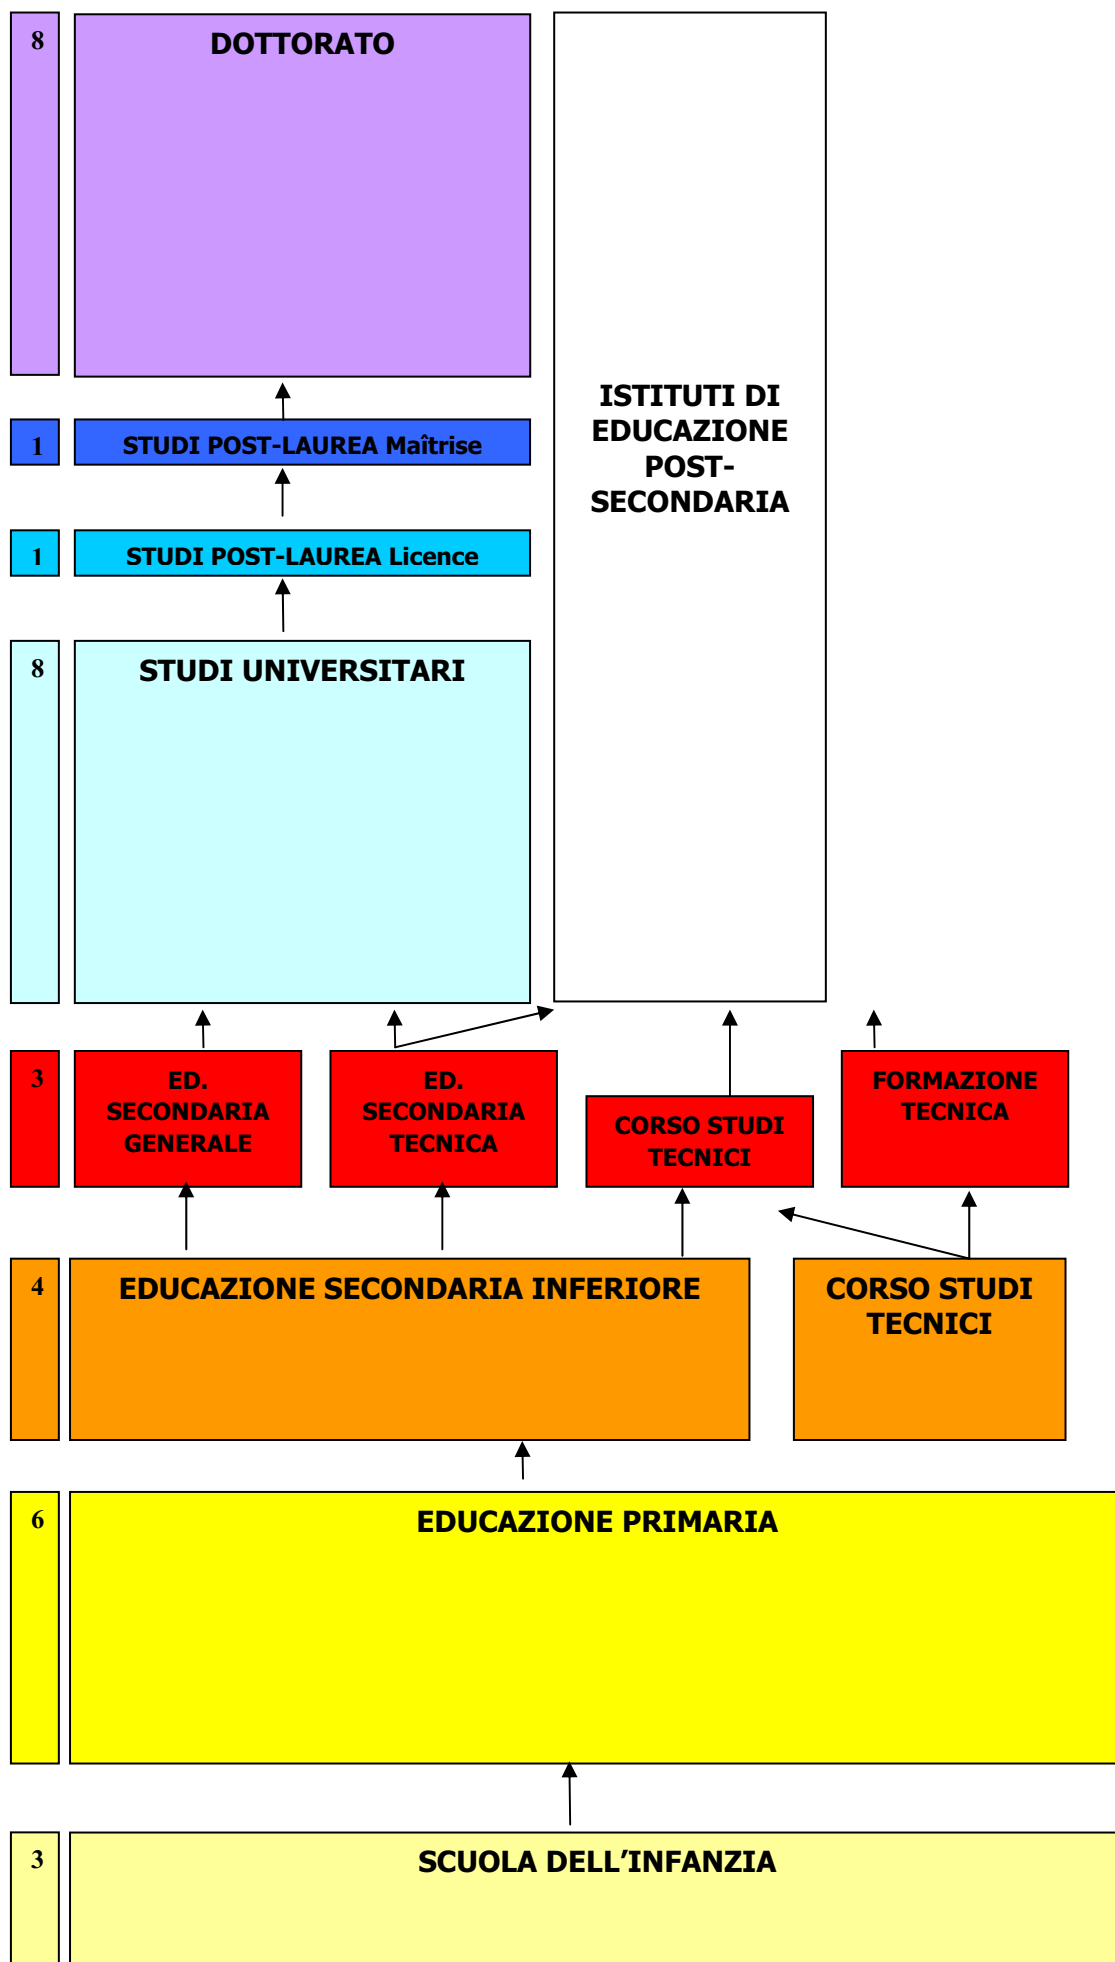 8
DOTTORATO
ISTITUTI DI
EDUCAZIONE
POST-
SECONDARIA
1
STUDI POST-LAUREA Maîtrise
1
STUDI POST-LAUREA Licence
8
STUDI UNIVERSITARI
3
ED.
SECONDARIA
GENERALE
ED.
SECONDARIA
TECNICA
CORSO STUDI
TECNICI
FORMAZIONE
TECNICA
4
EDUCAZIONE SECONDARIA INFERIORE
CORSO STUDI
TECNICI
6
EDUCAZIONE PRIMARIA
3
SCUOLA DELL’INFANZIA